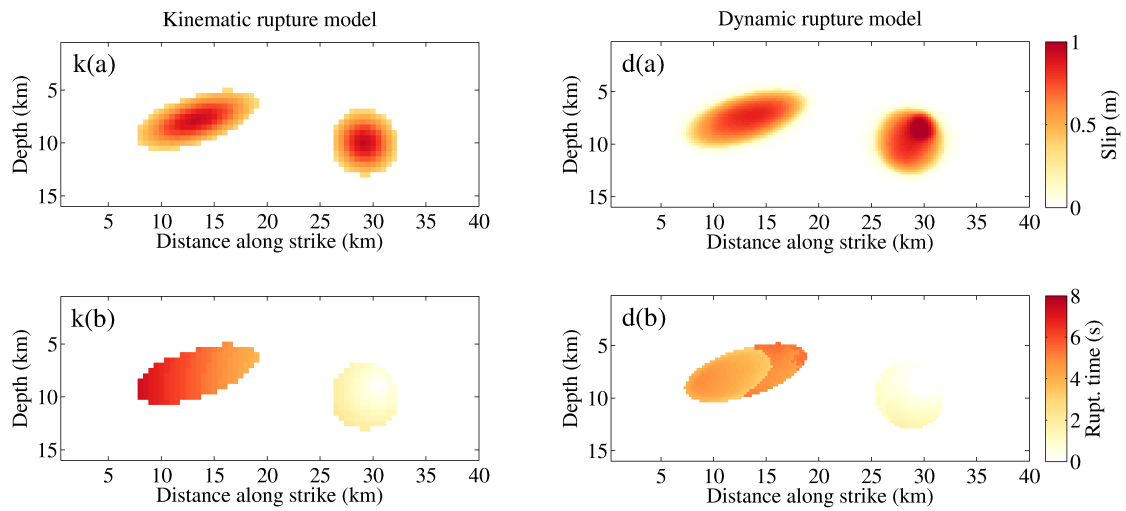 Kinematic rupture model
Dynamic rupture model
k(a)
5
10
15
Depth (km)
5 10 15 20 25 30 35 40
Distance along strike (km)
d(a)
5
10
15
Depth (km)
5 10 15 20 25 30 35 40
Distance along strike (km)
1
0.5
0
Slip (m)
k(b)
5
10
15
Depth (km)
5 10 15 20 25 30 35 40
Distance along strike (km)
d(b)
5
10
15
Depth (km)
5 10 15 20 25 30 35 40
Distance along strike (km)
8
6
4
2
0
Rupt. time (s)